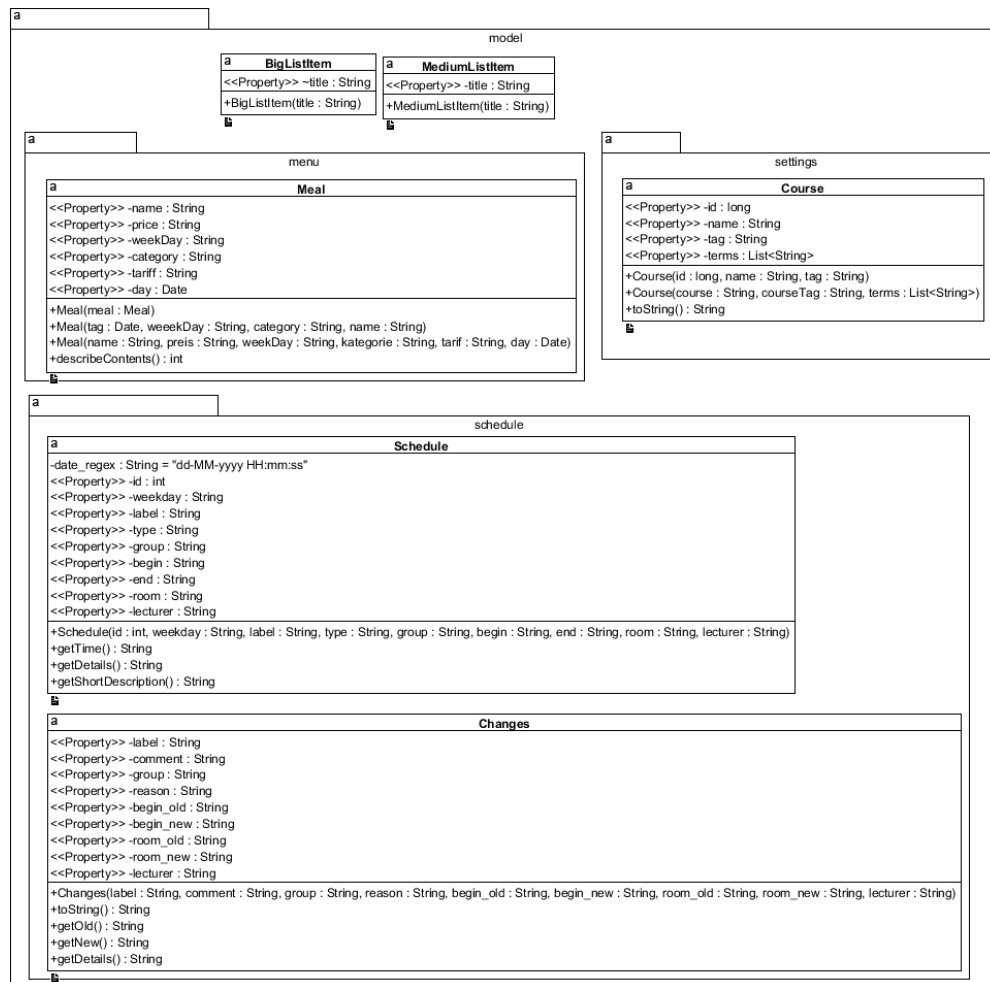 a
model
a
BigListItem
<<Property>> ~title : String
+BigListItem(title : String)
a
MediumListItem
<<Property>> -title : String
+MediumListItem(title : String)
a
menu
a
Meal
<<Property>> -name : String
<<Property>> -price : String
<<Property>> -weekDay : String
<<Property>> -category : String
<<Property>> -tariff : String
<<Property>> -day : Date
+Meal(meal : Meal)
+Meal(tag : Date, weeekDay : String, category : String, name : String)
+Meal(name : String, preis : String, weekDay : String, kategorie : String, tarif : String, day : Date)
+describeContents() : int
a
settings
a
Course
<<Property>> -id : long
<<Property>> -name : String
<<Property>> -tag : String
<<Property>> -terms : List<String>
+Course(id : long, name : String, tag : String)
+Course(course : String, courseTag : String, terms : List<String>)
+toString() : String
a
schedule
a
Schedule
-date_regex : String = "dd-MM-yyyy HH:mm:ss"
<<Property>> -id : int
<<Property>> -weekday : String
<<Property>> -label : String
<<Property>> -type : String
<<Property>> -group : String
<<Property>> -begin : String
<<Property>> -end : String
<<Property>> -room : String
<<Property>> -lecturer : String
+Schedule(id : int, weekday : String, label : String, type : String, group : String, begin : String, end : String, room : String, lecturer : String)
+getTime() : String
+getDetails() : String
+getShortDescription() : String
a
Changes
<<Property>> -label : String
<<Property>> -comment : String
<<Property>> -group : String
<<Property>> -reason : String
<<Property>> -begin_old : String
<<Property>> -begin_new : String
<<Property>> -room_old : String
<<Property>> -room_new : String
<<Property>> -lecturer : String
+Changes(label : String, comment : String, group : String, reason : String, begin_old : String, begin_new : String, room_old : String, room_new : String, lecturer : String)
+toString() : String
+getOld() : String
+getNew() : String
+getDetails() : String